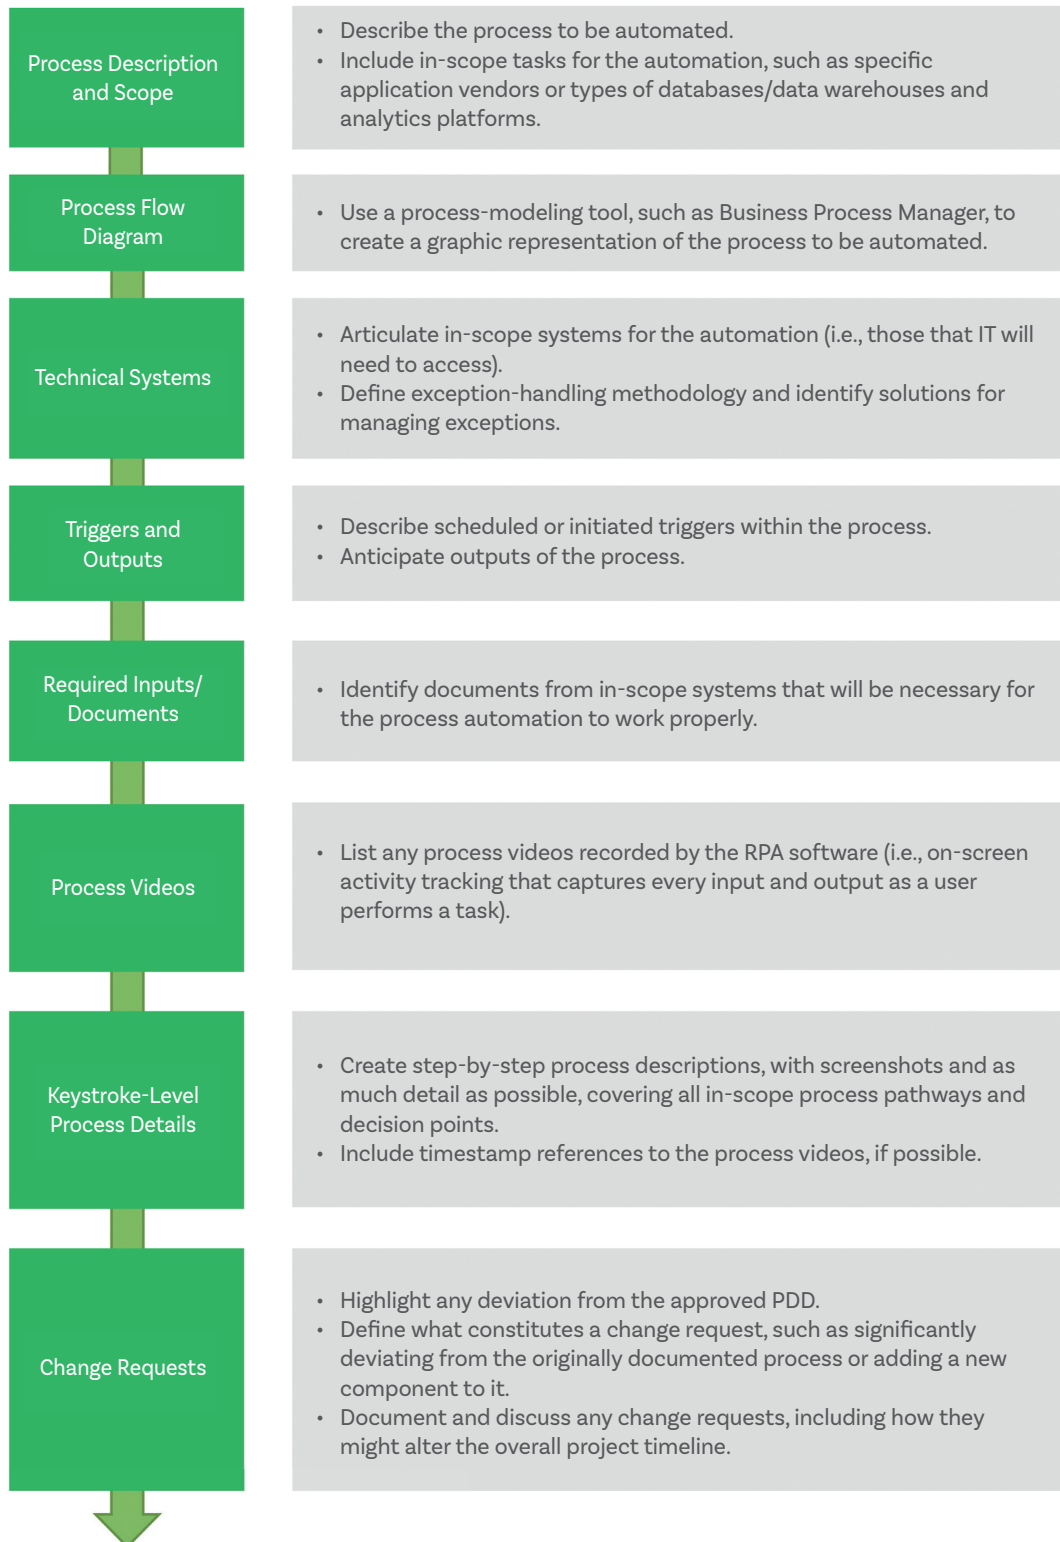 Process Description
and Scope
• Describe the process to be automated.
• Include in-scope tasks for the automation, such as specific
application vendors or types of databases/data warehouses and
analytics platforms.
Process Flow
Diagram
• Use a process-modeling tool, such as Business Process Manager, to
create a graphic representation of the process to be automated.
Technical Systems
• Articulate in-scope systems for the automation (i.e., those that IT will
need to access).
• Define exception-handling methodology and identify solutions for
managing exceptions.
Triggers and
Outputs
• Describe scheduled or initiated triggers within the process.
• Anticipate outputs of the process.
Required Inputs/
Documents
• Identify documents from in-scope systems that will be necessary for
the process automation to work properly.
Process Videos
• List any process videos recorded by the RPA software (i.e., on-screen
activity tracking that captures every input and output as a user
performs a task).
Keystroke-Level
Process Details
• Create step-by-step process descriptions, with screenshots and as
much detail as possible, covering all in-scope process pathways and
decision points.
• Include timestamp references to the process videos, if possible.
Change Requests
• Highlight any deviation from the approved PDD.
• Define what constitutes a change request, such as significantly
deviating from the originally documented process or adding a new
component to it.
• Document and discuss any change requests, including how they
might alter the overall project timeline.